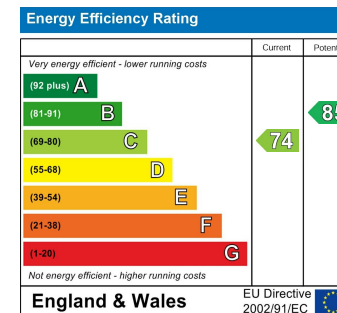 Energy Efficiency Rating
Current
Very energy efficient - lower running costs
(92 plus) A
(81-91) B
(69-80) C 74
(55-68) D
(39-54) E
(21-38) F
(1-20) G
Not energy efficient - higher running costs
England & Wales
EU Directive
2002/91/EC